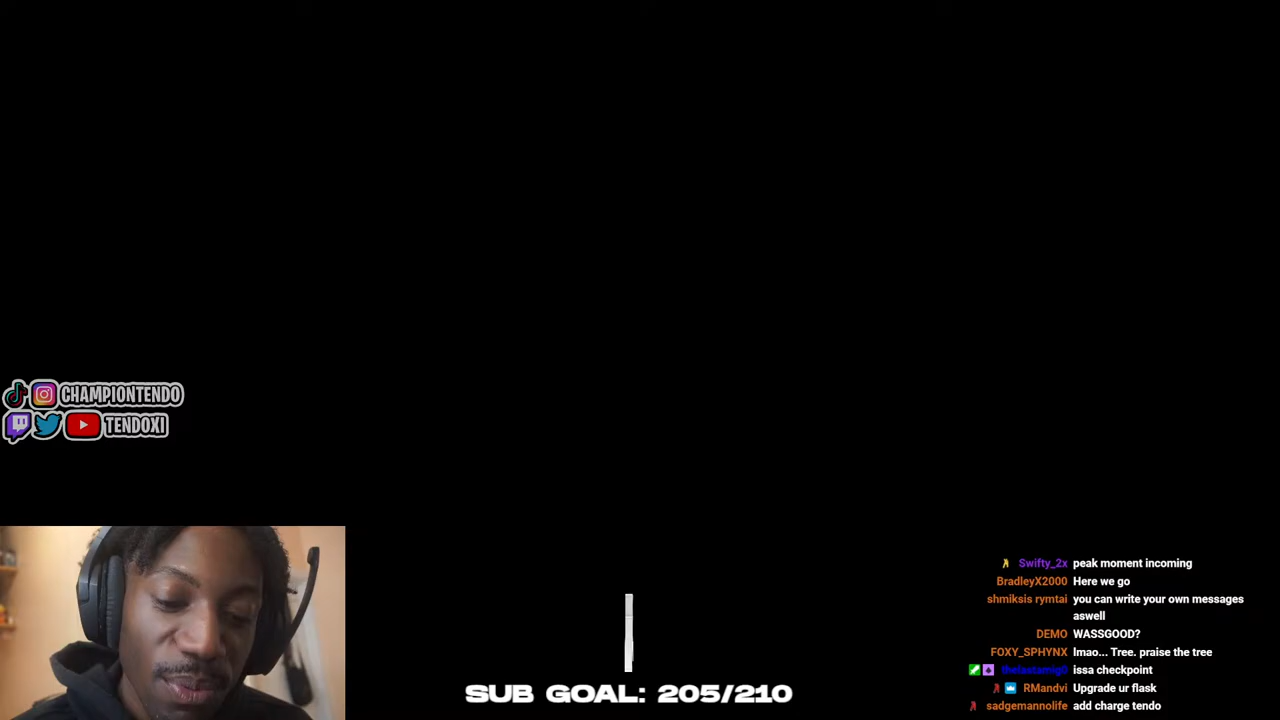 CHAMPIONTENDO
TENDOXI
Swifty_2x peak moment incoming
BradleyX2000 Here we go
shmiksis rymtai you can write your own messages
aswell
DEMO WASSGOOD?
FOXY_SPHYNX lmao... Tree. praise the tree
issa checkpoint
RMandvi Upgrade ur flask
sadgemannolife add charge tendo
SUB GOAL: 205/210